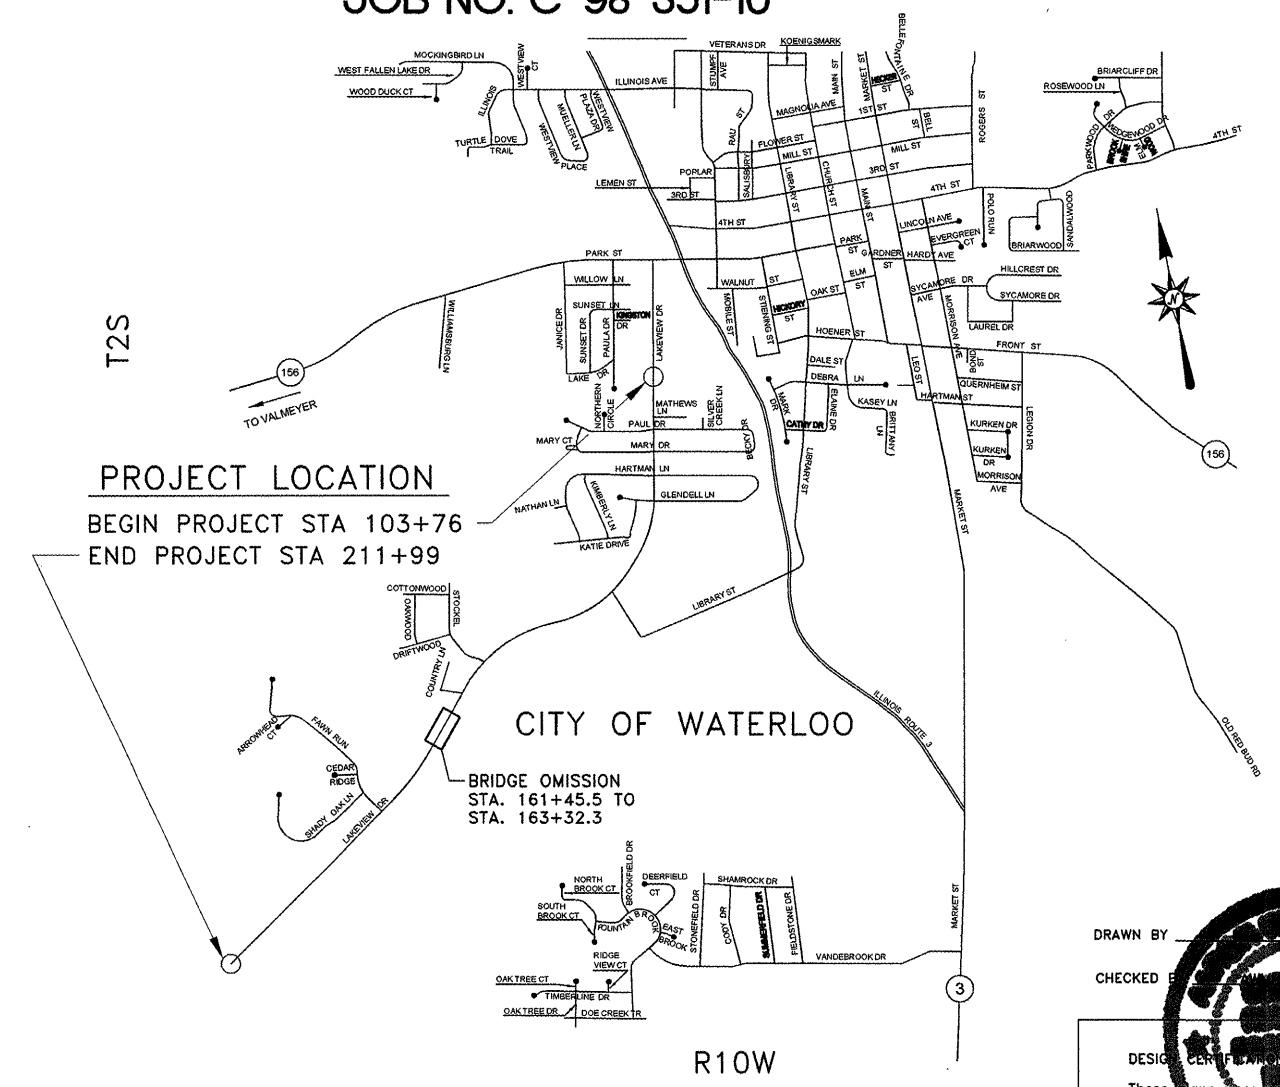 JOB NO. C-98-351-10
VETERANS DR
KOENIGSMARK
BELLEFONTAINE DR
MOCKINGBIRD LN
WEST FALLEN LAKE DR
WOOD DUCK CT
WESTVIEW CT
ILLINOIS AVE
STUMPF AVE
MAIN ST
MARKET ST
HECKER ST
BRIARCLIFF DR
ROSEWOOD LN
ILLINOIS
MUELLER LN
WESTVIEW PLAZA DR
WESTVIEW PLACE
TURTLE DOVE TRAIL
MAGNOLIA AVE
1ST ST
BELL ST
ROGERS ST
PARKWOOD DR
WEDGEWOOD DR
4TH ST
RAU ST
FLOWER ST
MILL ST
MILL ST
3RD ST
POPLAR
SALISBURY
LIBRARY ST
CHURCH ST
LEMEN ST
3RD ST
4TH ST
4TH ST
MAIN ST
LINCOLN AVE
POLO RUN
SANDALWOOD
BRIARWOOD
EVERGREEN CT
PARK ST
PARK ST
GARDNER ST
HARDY AVE
T2S
WILLIAMSBURG LN
WILLOW LN
SUNSET LN
KINGSTON DR
JANICE DR
SUNSET DR
PAULA DR
LAKEVIEW DR
LAKE DR
WALNUT ST
MOBILE ST
STIENING ST
HICKORY ST
OAK ST
ELM ST
SYCAMORE DR
AVE
HILLCREST DR
SYCAMORE DR
LAUREL DR
MORRISON AVE
N
HOENER ST
FRONT ST
BOND ST
156
TO VALMEYER
DALE ST
DEBRA LN
LEO ST
QUERNHEIM ST
HARTMAN ST
NORTHERN CIRCLE
MATHEWS LN
SILVER CREEK LN
MARK DR
CATHY DR
ELAINE DR
KASEY LN
BRITTANY LN
KURKEN DR
KURKEN DR
LEGION DR
MORRISON AVE
156
PAUL DR
MARY CT
MARY DR
BECKY DR
HARTMAN LN
GLENDELL LN
NATHAN LN
KIMBERLY LN
KATIE DRIVE
LIBRARY ST
MARKET ST
PROJECT LOCATION
BEGIN PROJECT STA 103+76
END PROJECT STA 211+99
COTTONWOOD
OAKWOOD
STOCKEL
DRIFTWOOD
COUNTRY LN
LIBRARY ST
ILLINOIS ROUTE 3
OLD RED BUD RD
CITY OF WATERLOO
ARROWHEAD CT
FAWN RUN
CEDAR RIDGE
SHADY OAK LN
LAKEVIEW DR
BRIDGE OMISSION
STA. 161+45.5 TO
STA. 163+32.3
NORTH BROOK CT
SOUTH BROOK CT
BROOKFIELD DR
DEERFIELD CT
FOUNTAIN BROOK
EAST BROOK
SHAMROCK DR
STONEFIELD DR
CODY DR
SUMMERFIELD DR
FIELDSTONE DR
MARKET ST
VANDEBROOK DR
RIDGE VIEW CT
OAK TREE CT
TIMBERLINE DR
OAKTREE DR
DOE CREEK TR
3
R10W
DRAWN BY
CHECKED B
DESIGN CERTIFICATION